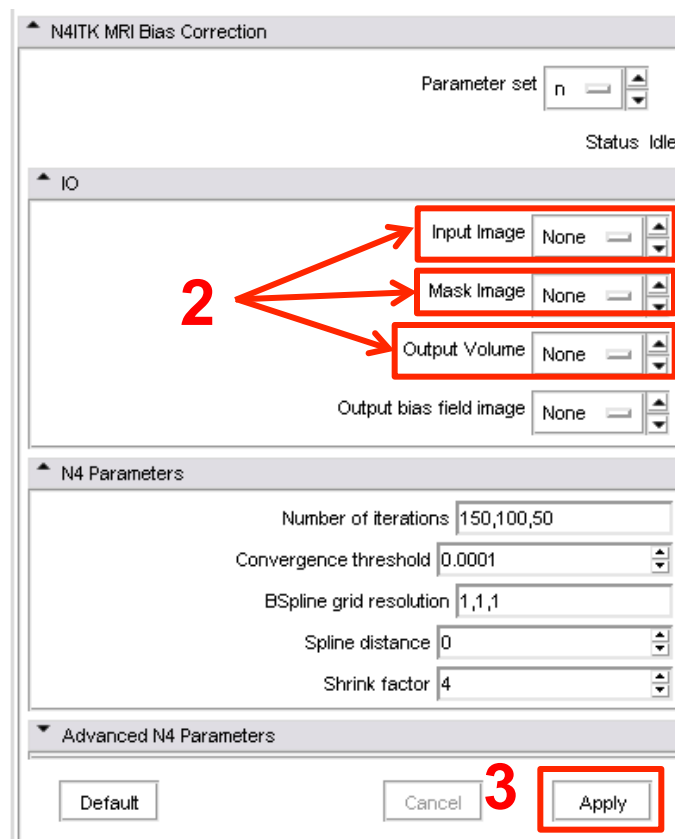 N4ITK MRI Bias Correction
Parameter set n
Status Idle
IO
Input Image None
2
Mask Image None
Output Volume None
Output bias field image None
N4 Parameters
Number of iterations 150,100,50
Convergence threshold 0.0001
BSpline grid resolution 1,1,1
Spline distance 0
Shrink factor 4
Advanced N4 Parameters
Default Cancel 3 Apply